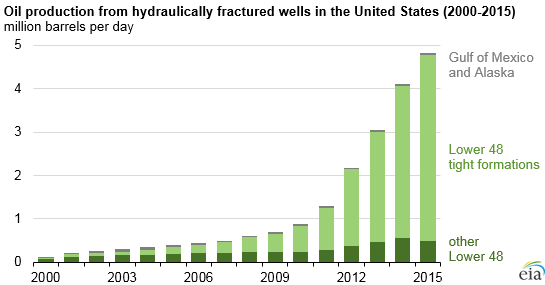 Oil production from hydraulically fractured wells in the United States (2000-2015)
million barrels per day
5
4
3
2
1
0
2000
2003
2006
2009
2012
2015
Gulf of Mexico
and Alaska
Lower 48
tight formations
other
Lower 48
eia